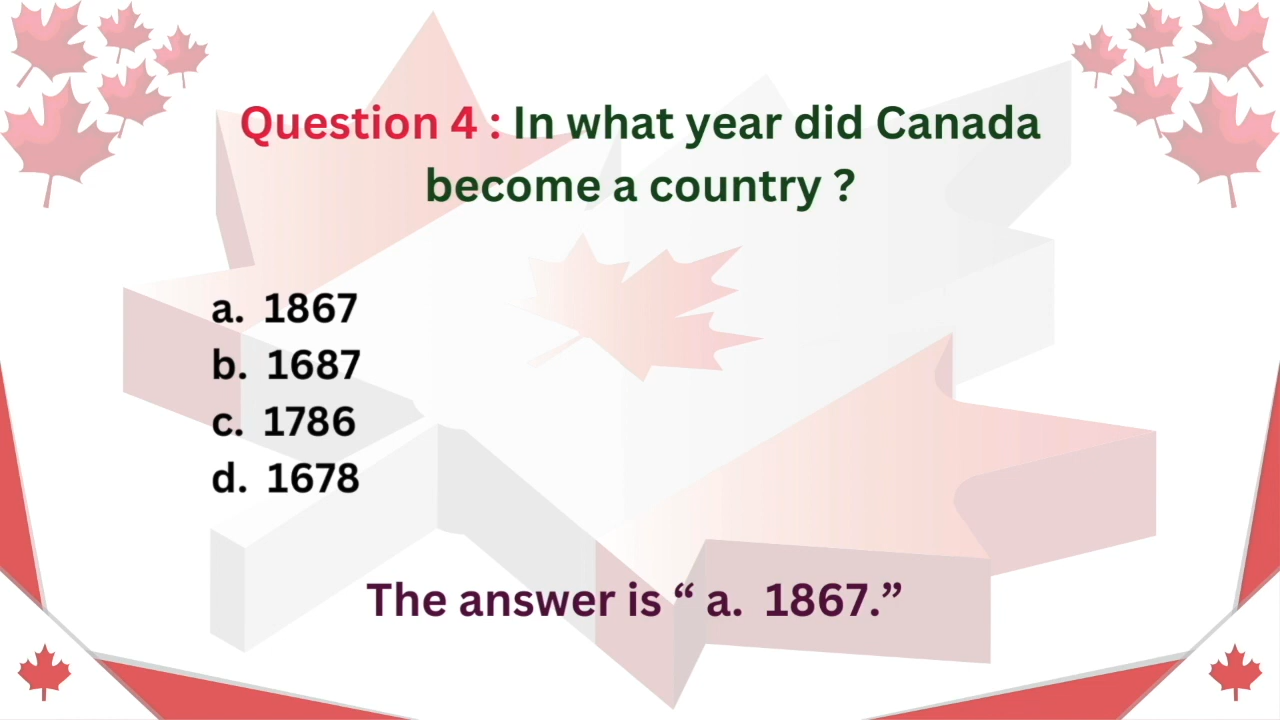 Question 4 : In what year did Canada
become a country ?
a. 1867
b. 1687
c. 1786
d. 1678
The answer is “ a. 1867.”